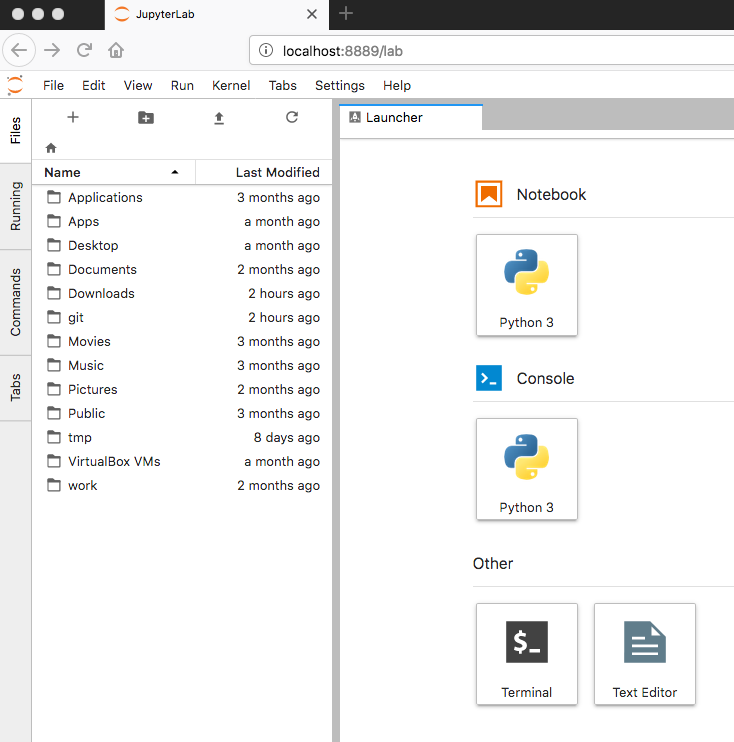 JupyterLab
localhost:8889/lab
File Edit View Run Kernel Tabs Settings Help
Files
Running
Commands
Tabs
Name Last Modified
Applications 3 months ago
Apps a month ago
Desktop a month ago
Documents 2 months ago
Downloads 2 hours ago
git 2 hours ago
Movies 3 months ago
Music 3 months ago
Pictures 2 months ago
Public 3 months ago
tmp 8 days ago
VirtualBox VMs a month ago
work 2 months ago
Launcher
Notebook
Python 3
Console
Python 3
Other
$_
Terminal Text Editor